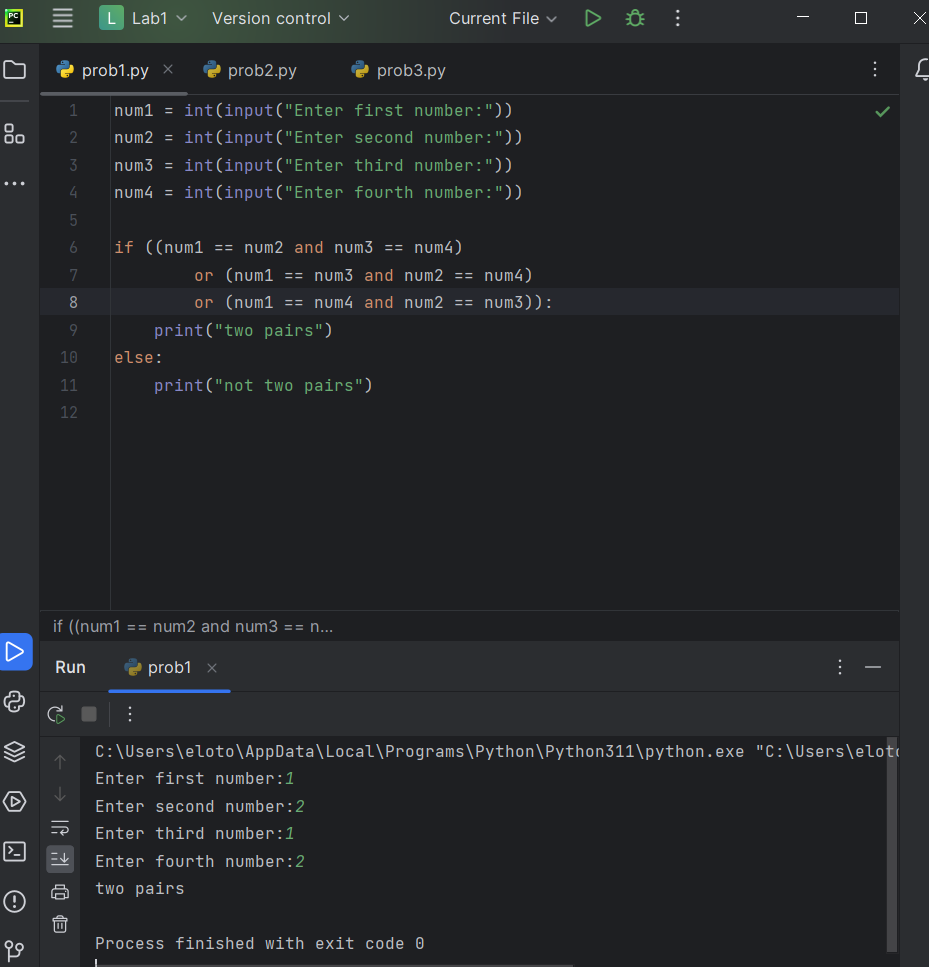 PC L Lab1 Version control Current File
prob1.py prob2.py prob3.py
1 num1 = int(input("Enter first number:"))
2 num2 = int(input("Enter second number:"))
3 num3 = int(input("Enter third number:"))
4 num4 = int(input("Enter fourth number:"))
5
6 if ((num1 == num2 and num3 == num4)
7 or (num1 == num3 and num2 == num4)
8 or (num1 == num4 and num2 == num3)):
9 print("two pairs")
10 else:
11 print("not two pairs")
12
if ((num1 == num2 and num3 == n...
Run prob1
C:\Users\eloto\AppData\Local\Programs\Python\Python311\python.exe "C:\Users\eloto
Enter first number:1
Enter second number:2
Enter third number:1
Enter fourth number:2
two pairs
Process finished with exit code 0